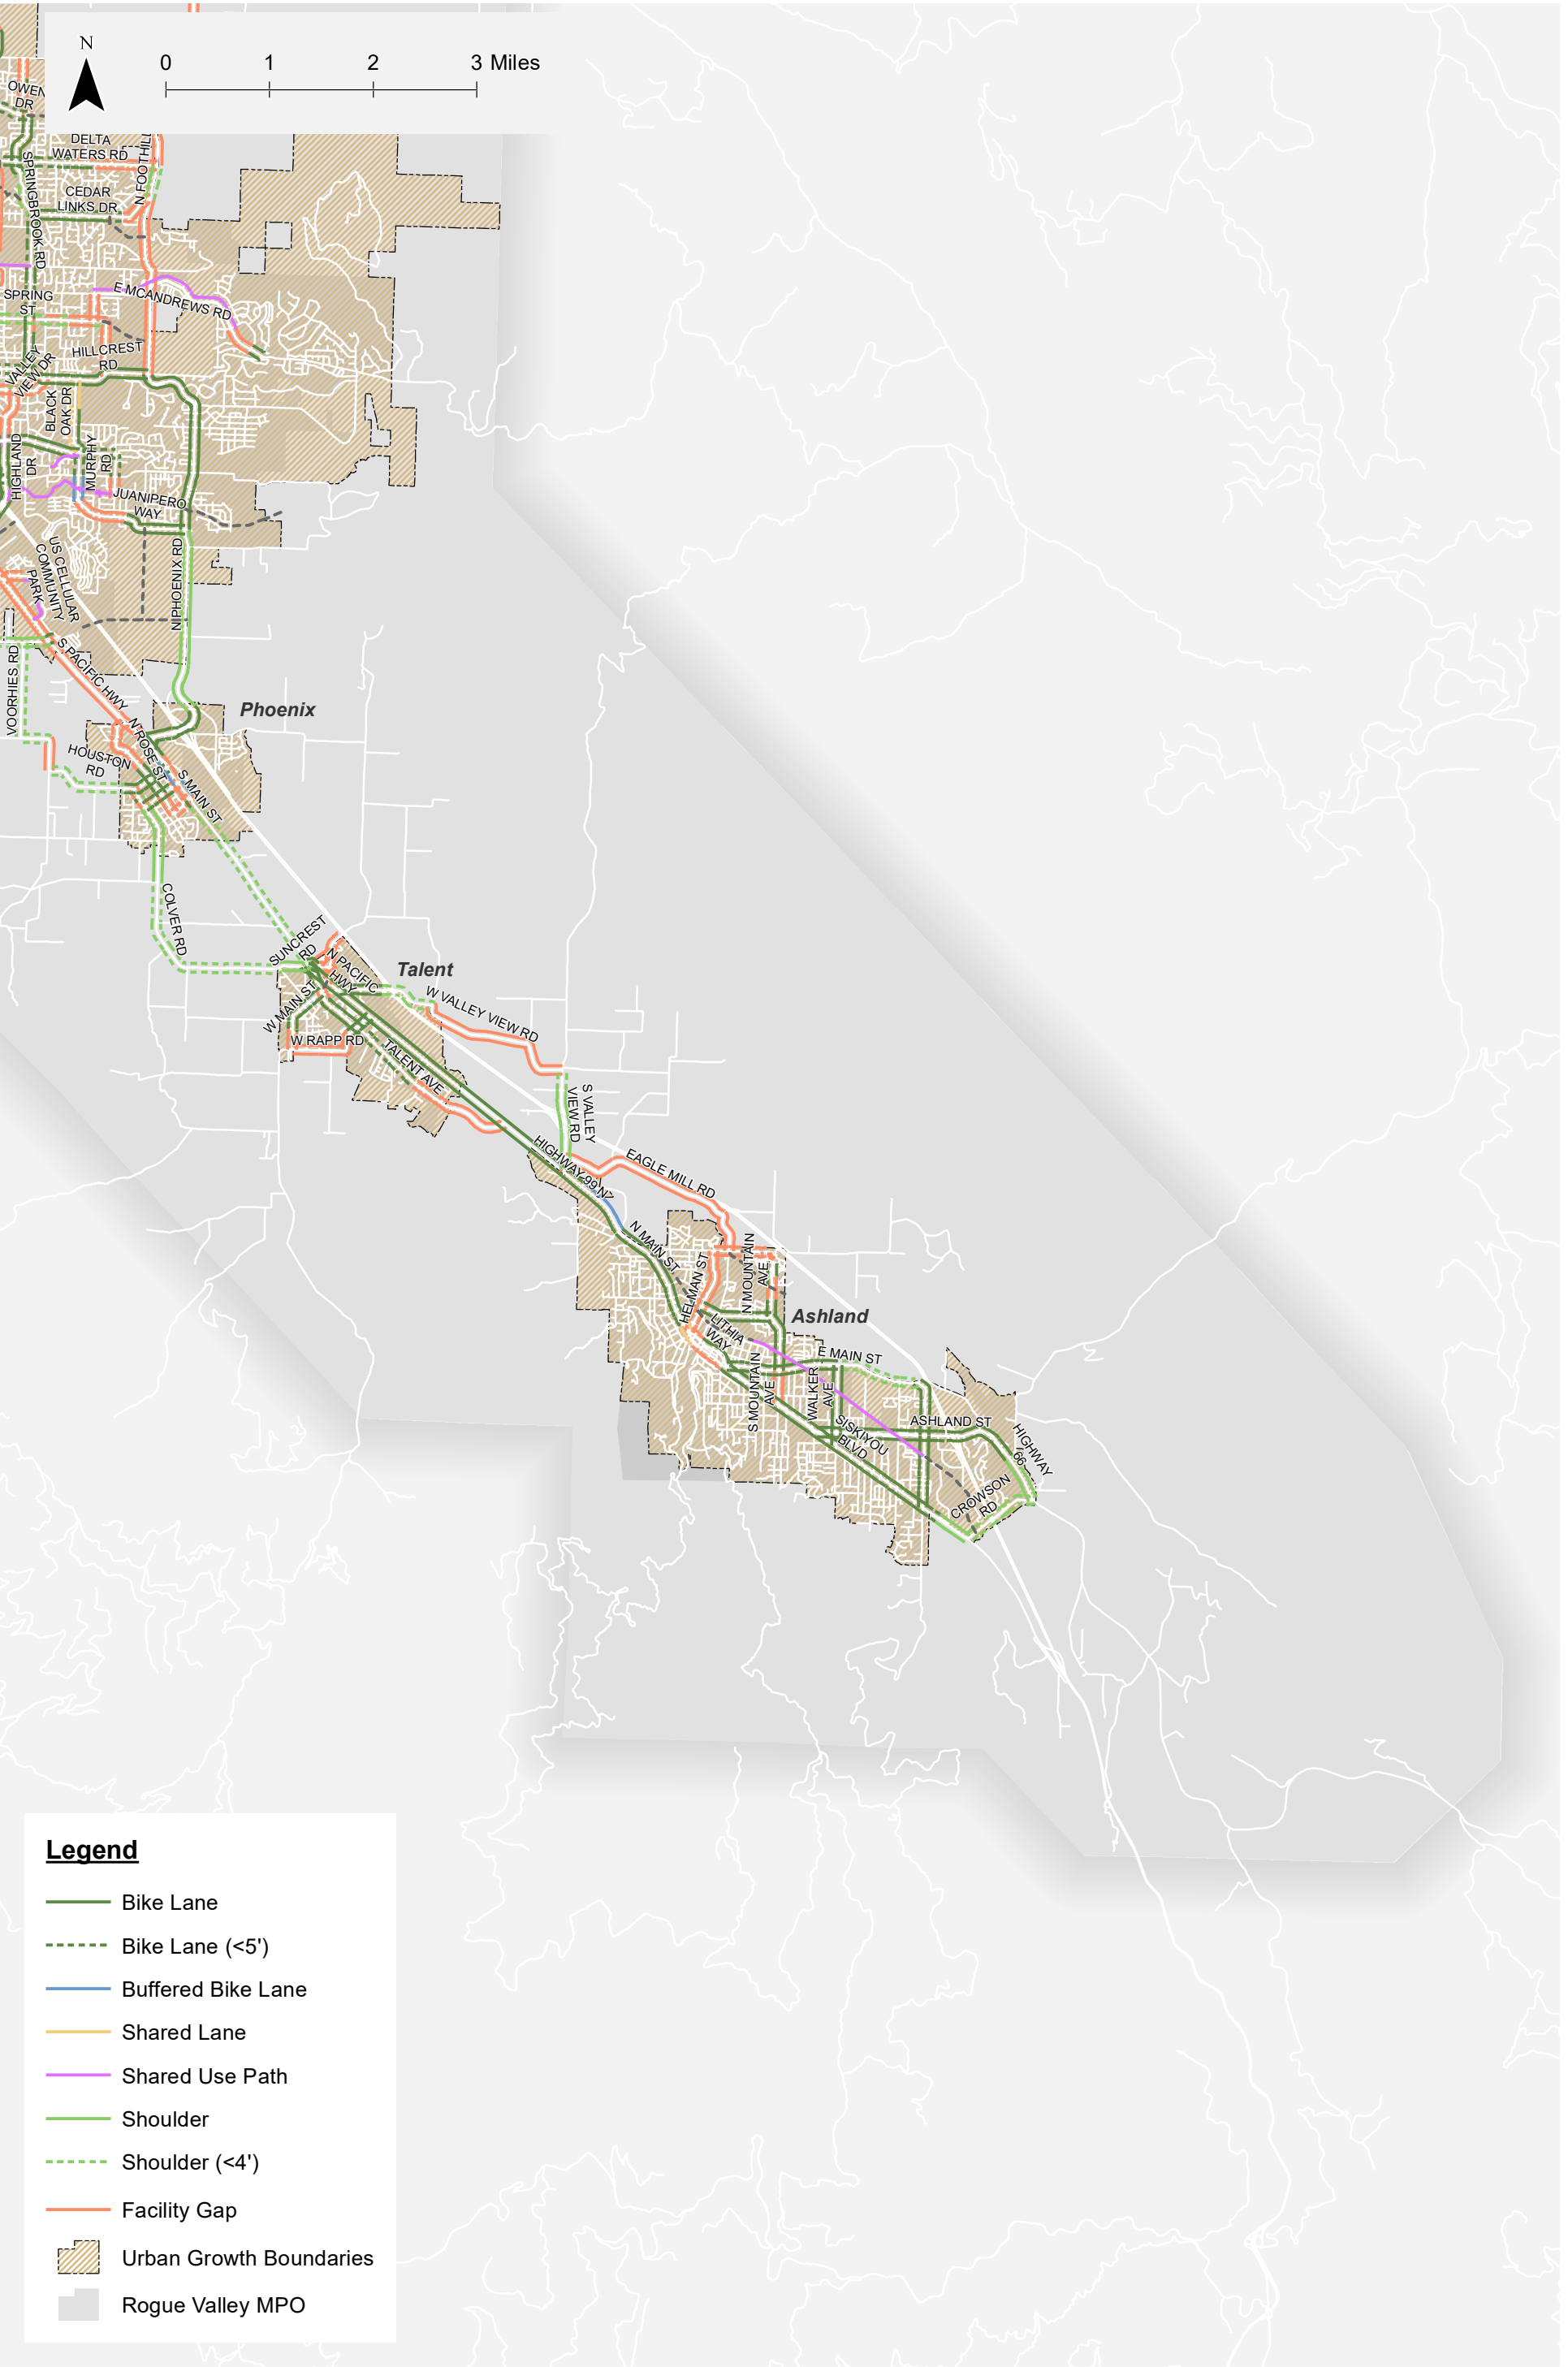 N
0 1 2 3 Miles
OWEN
DR
DELTA
WATERS RD
N FOOTHILL
SPRINGBROOK RD
CEDAR
LINKS DR
SPRING
ST
E MCANDREWS RD
VALLEY
VIEW DR
HILLCREST
RD
BLACK
OAK DR
HIGHLAND
DR
MURPHY
RD
JUANIPERO
WAY
US CELLULAR
COMMUNITY
PARK
NIPHOENIX RD
VOORHIES RD
S PACIFIC HWY
Phoenix
N ROSE ST
HOUSTON
RD
S MAIN ST
COLVER RD
SUNCREST
RD
N PACIFIC
HWY
Talent
W MAIN ST
W VALLEY VIEW RD
W RAPP RD
TALENT AVE
S VALLEY
VIEW RD
HIGHWAY 99 N
EAGLE MILL RD
N MAIN ST
HELMAN ST
N MOUNTAIN
AVE
Ashland
LITHIA
WAY
E MAIN ST
S MOUNTAIN
AVE
WALKER
AVE
SISKIYOU
BLVD
ASHLAND ST
HIGHWAY
66
CROWSON
RD
Legend
Bike Lane
Bike Lane (<5')
Buffered Bike Lane
Shared Lane
Shared Use Path
Shoulder
Shoulder (<4')
Facility Gap
Urban Growth Boundaries
Rogue Valley MPO